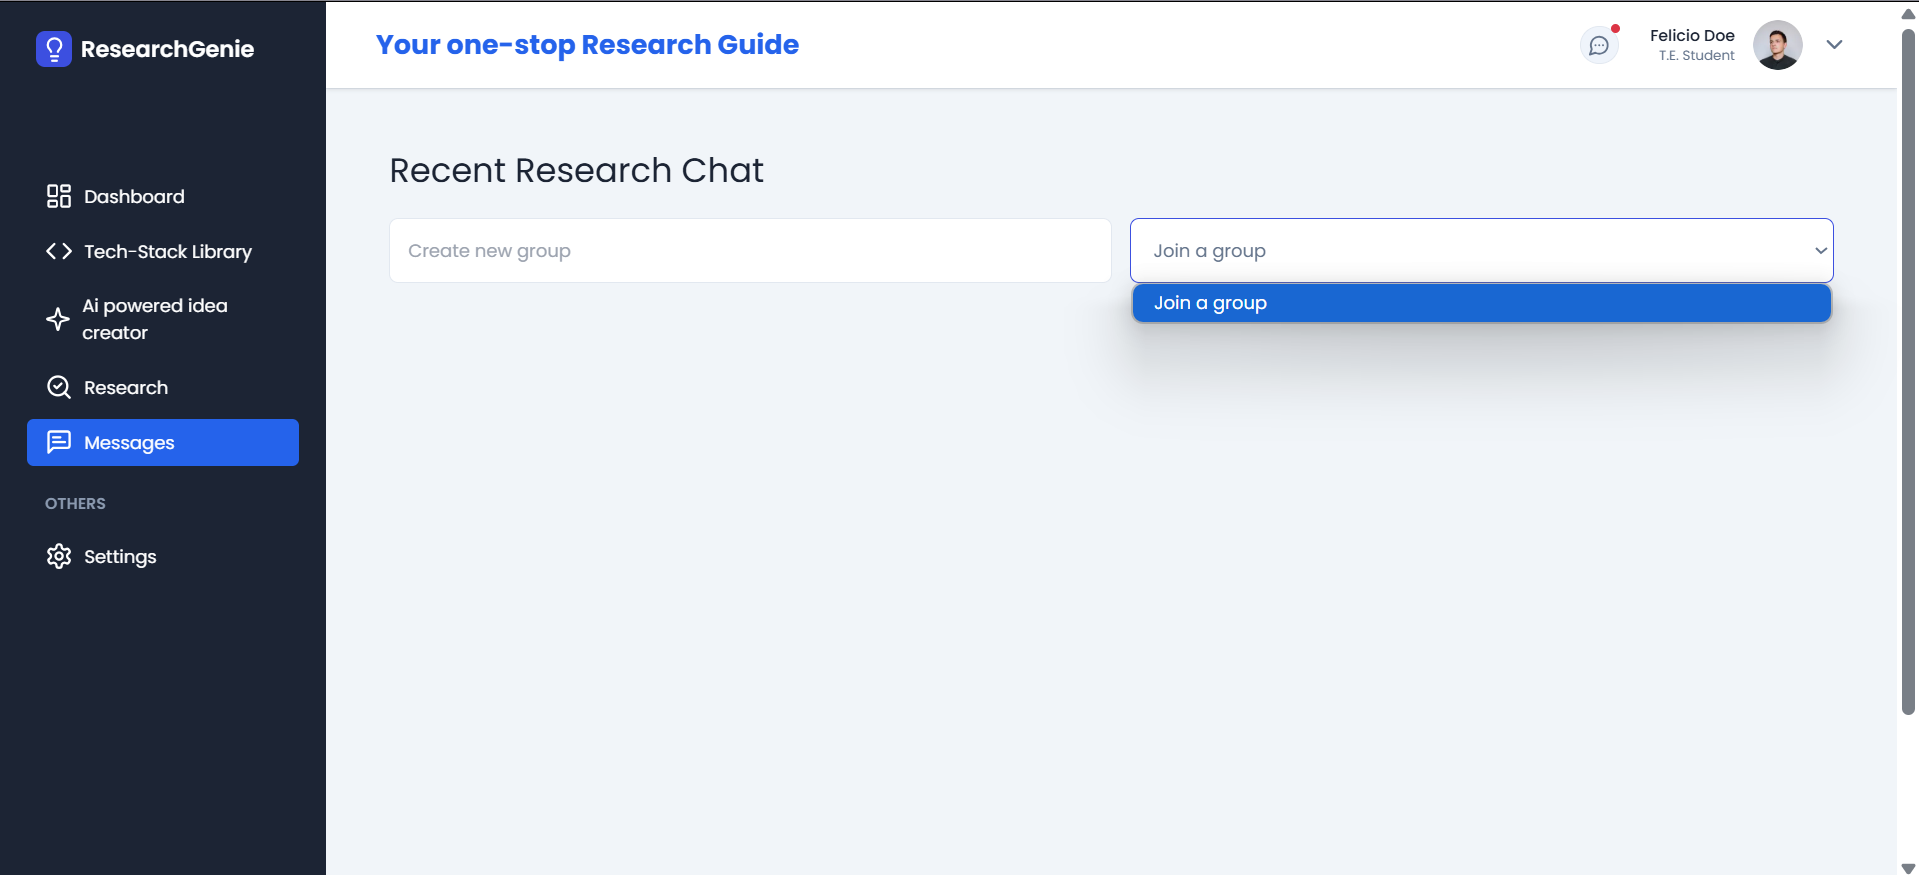 ResearchGenie
Your one-stop Research Guide
Felicio Doe
T.E. Student
Dashboard
Tech-Stack Library
Ai powered idea
creator
Research
Messages
OTHERS
Settings
Recent Research Chat
Create new group
Join a group
Join a group